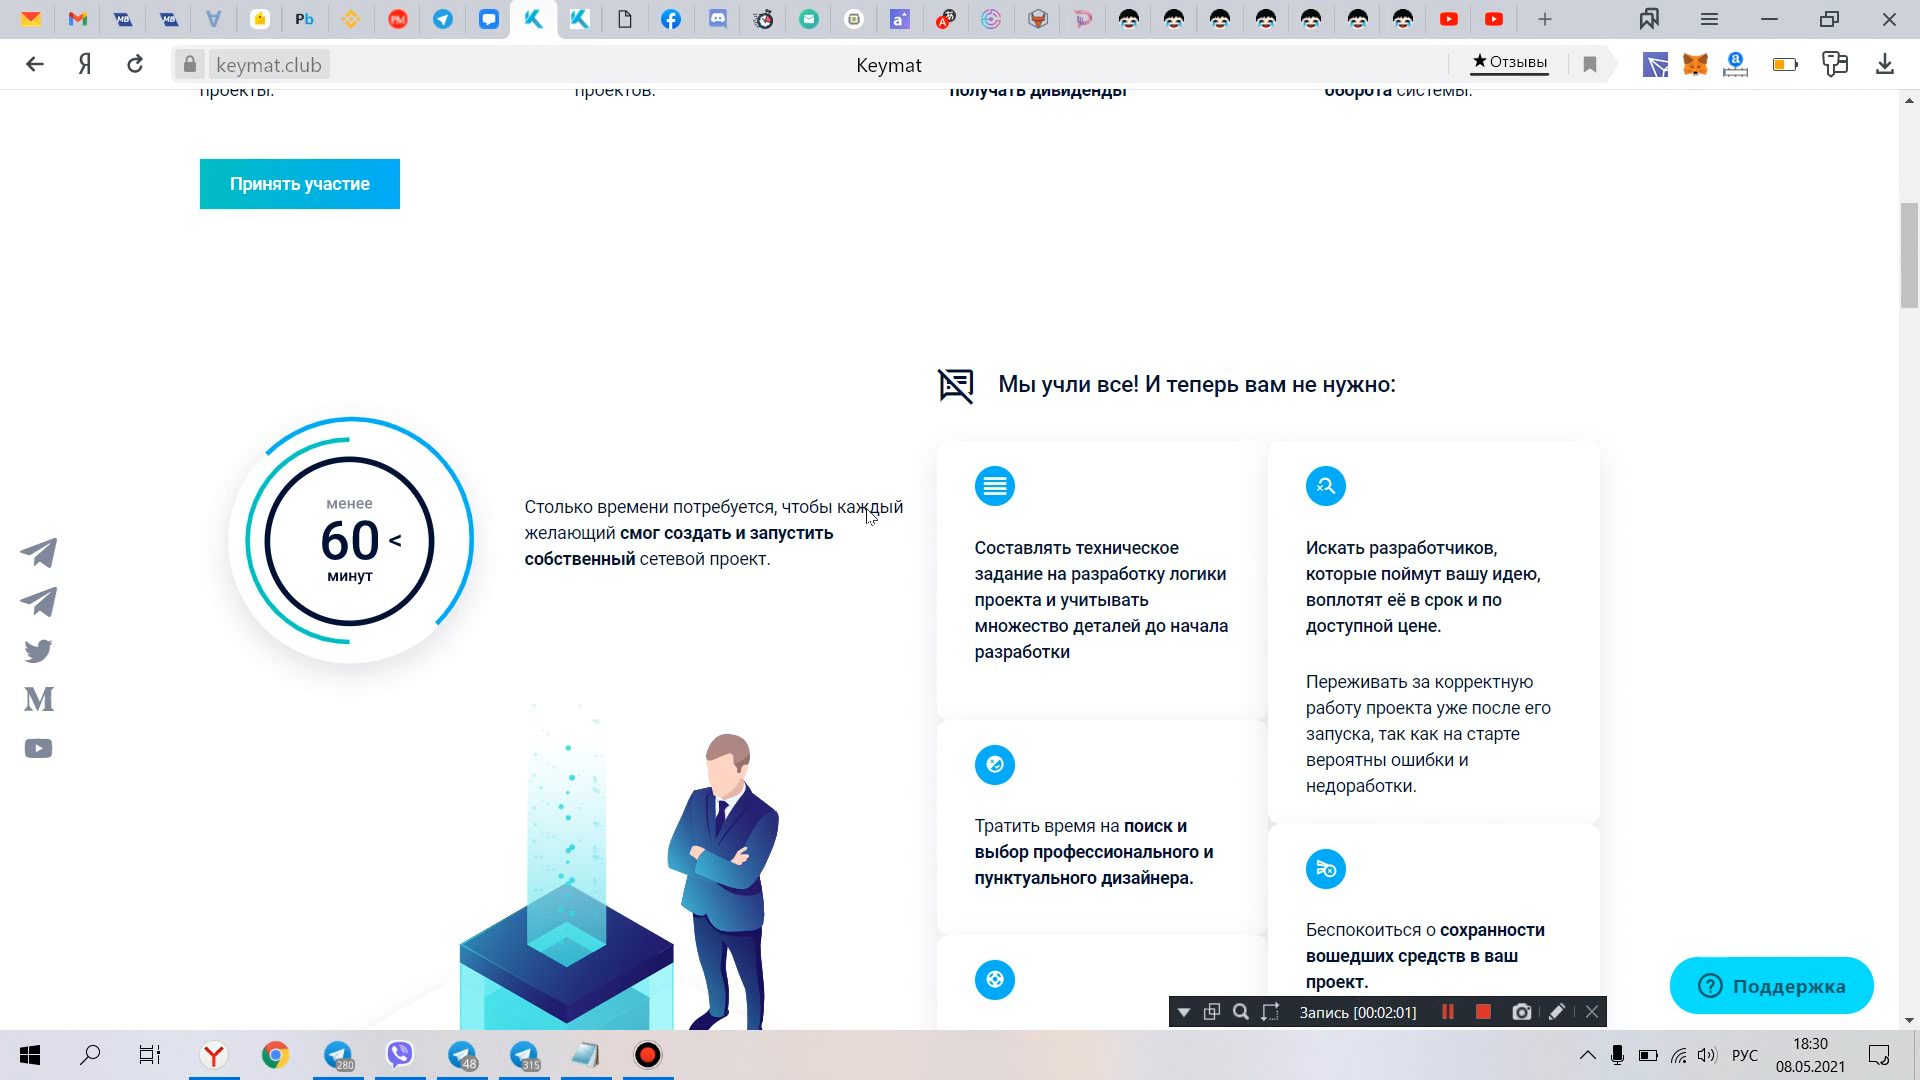 Pb
keymat.club
Keymat
★ Отзывы
проекты.
проектов.
получать дивиденды
оборота системы.
Принять участие
Мы учли все! И теперь вам не нужно:
менее
60 <
минут
Столько времени потребуется, чтобы каждый
желающий смог создать и запустить
собственный сетевой проект.
Составлять техническое
задание на разработку логики
проекта и учитывать
множество деталей до начала
разработки
Искать разработчиков,
которые поймут вашу идею,
воплотят её в срок и по
доступной цене.
Переживать за корректную
работу проекта уже после его
запуска, так как на старте
вероятны ошибки и
недоработки.
Тратить время на поиск и
выбор профессионального и
пунктуального дизайнера.
Беспокоиться о сохранности
вошедших средств в ваш
проект.
Поддержка
Запись [00:02:01]
280
48
315
РУС
18:30
08.05.2021